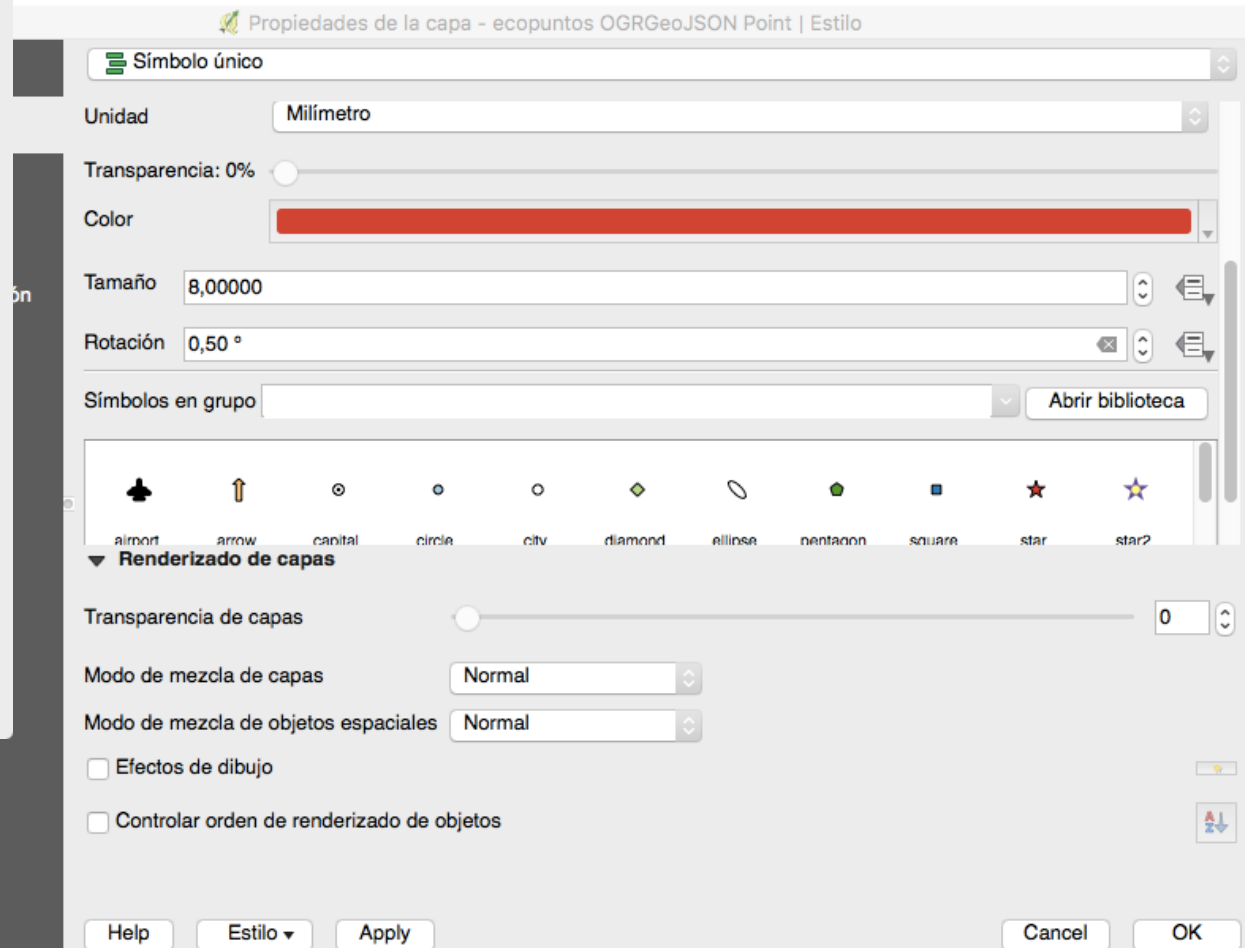 Propiedades de la capa - ecopuntos OGRGeoJSON Point | Estilo
Símbolo único
Unidad Milímetro
Transparencia: 0%
Color
ón
Tamaño 8,00000
Rotación 0,50 °
Símbolos en grupo Abrir biblioteca
airport arrow capital circle city diamond ellipse pentagon square star star2
Renderizado de capas
Transparencia de capas 0
Modo de mezcla de capas Normal
Modo de mezcla de objetos espaciales Normal
Efectos de dibujo
Controlar orden de renderizado de objetos
A
Z
Help Estilo Apply Cancel OK